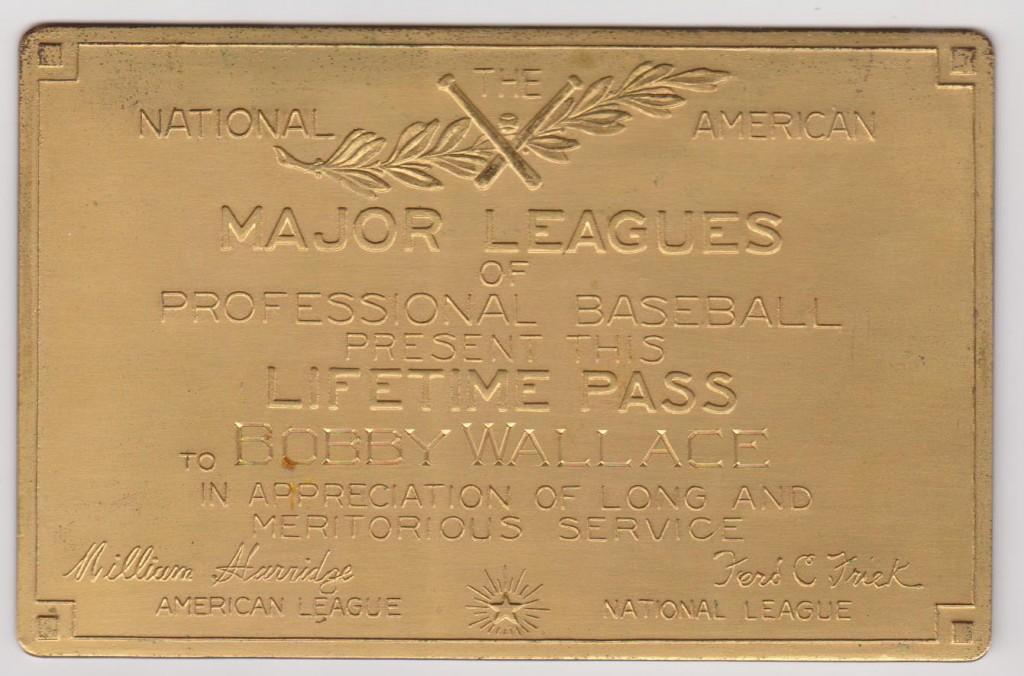 THE
NATIONAL AMERICAN
MAJOR LEAGUES
OF
PROFESSIONAL BASEBALL
PRESENT THIS
LIFETIME PASS
TO BOBBY WALLACE
IN APPRECIATION OF LONG AND
MERITORIOUS SERVICE
William Harridge Ford C Frick
AMERICAN LEAGUE NATIONAL LEAGUE